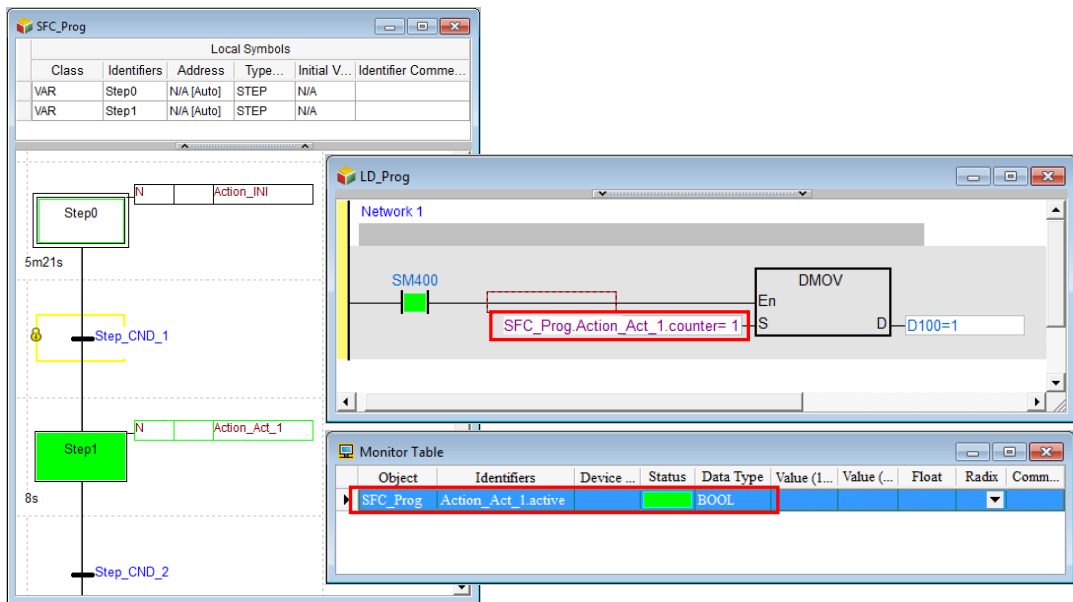 SFC_Prog
Local Symbols
Class Identifiers Address Type... Initial V... Identifier Comme...
VAR Step0 N/A [Auto] STEP N/A
VAR Step1 N/A [Auto] STEP N/A
N Action_INI
Step0
5m21s
Step_CND_1
N Action_Act_1
Step1
8s
Step_CND_2
LD_Prog
Network 1
SM400
DMOV
En
SFC_Prog.Action_Act_1.counter= 1 S D D100=1
Monitor Table
Object Identifiers Device ... Status Data Type Value (1... Value (... Float Radix Comm...
SFC_Prog Action_Act_1.active BOOL